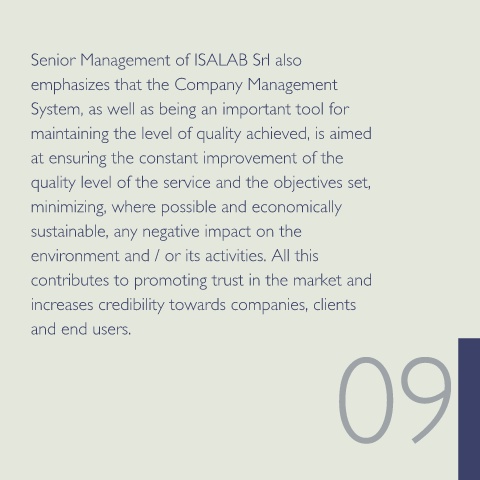 Senior Management of ISALAB Srl also
emphasizes that the Company Management
System, as well as being an important tool for
maintaining the level of quality achieved, is aimed
at ensuring the constant improvement of the
quality level of the service and the objectives set,
minimizing, where possible and economically
sustainable, any negative impact on the
environment and / or its activities. All this
contributes to promoting trust in the market and
increases credibility towards companies, clients
and end users.
09